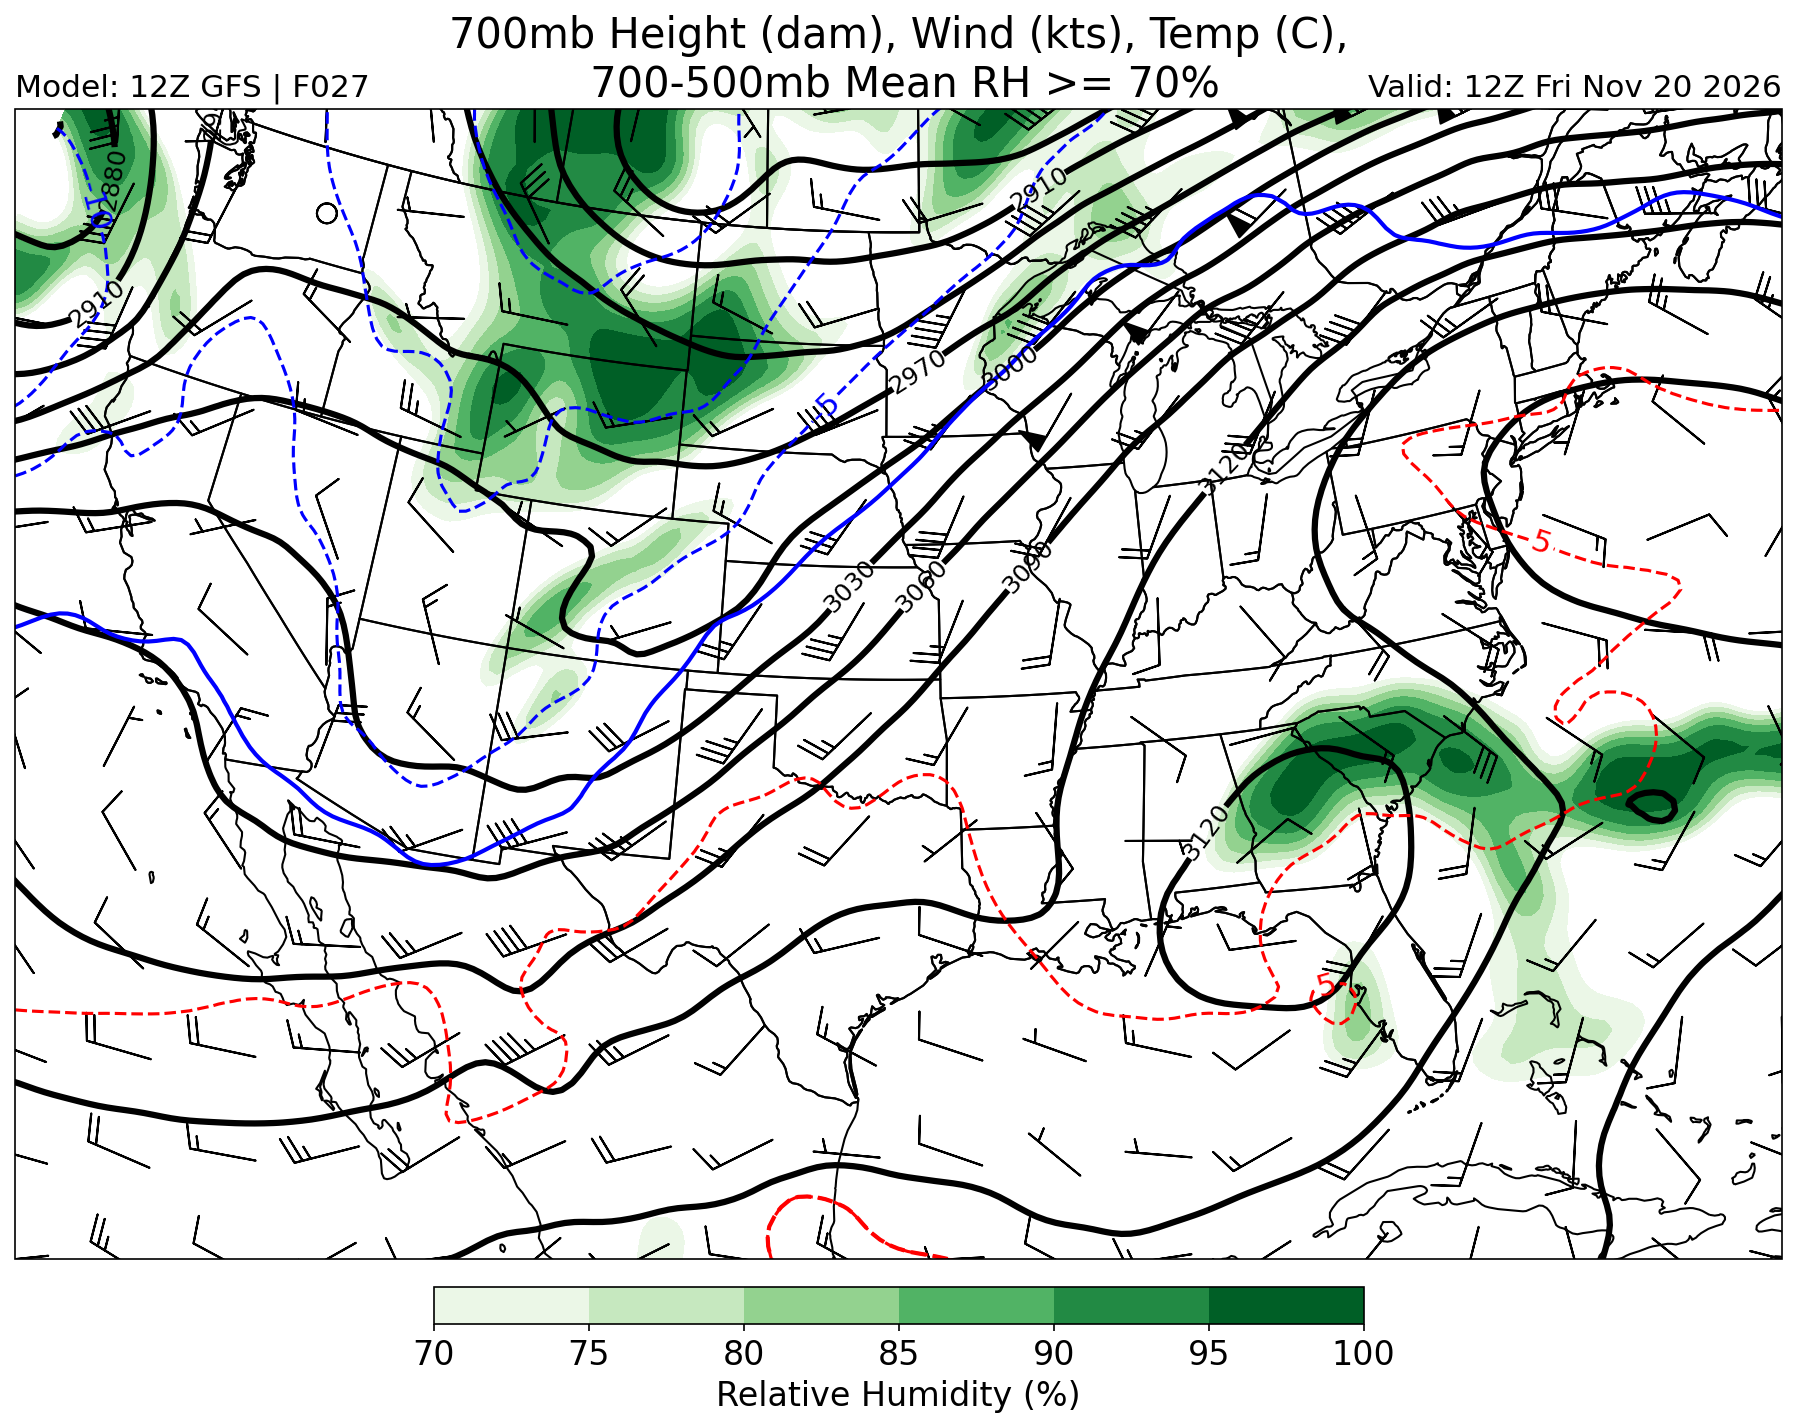 700mb Height (dam), Wind (kts), Temp (C),
700-500mb Mean RH >= 70%
Model: 12Z GFS | F027
Valid: 12Z Fri Nov 20 2026
2880
2910
2910
2970
3000
-5
3120
3030
3060
3090
5
3120
5
70 75 80 85 90 95 100
Relative Humidity (%)